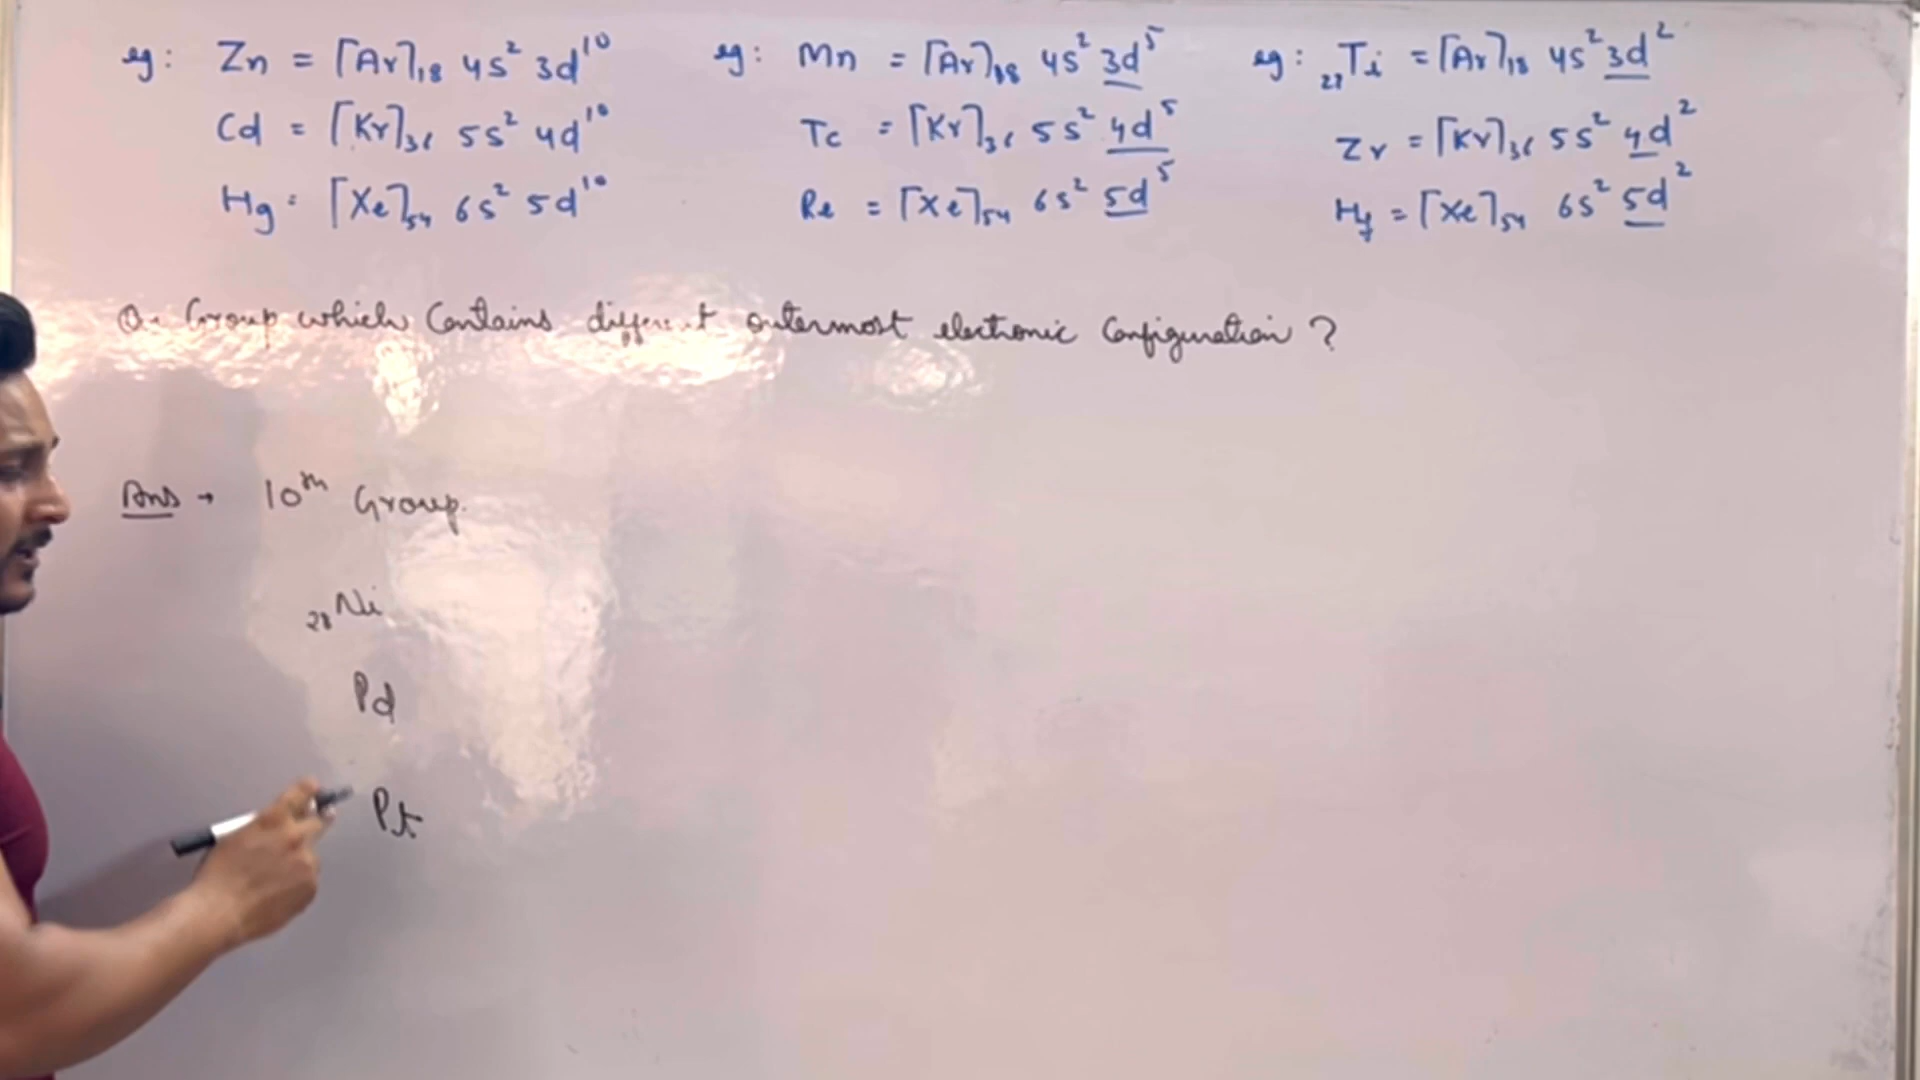 eg: Zn = [Ar]₁₈ 4s² 3d¹⁰
Cd = [Kr]₃₆ 5s² 4d¹⁰
Hg = [Xe]₅₄ 6s² 5d¹⁰
eg: Mn = [Ar]₁₈ 4s² 3d⁵
Tc = [Kr]₃₆ 5s² 4d⁵
Re = [Xe]₅₄ 6s² 5d⁵
eg: ₂₂Ti = [Ar]₁₈ 4s² 3d²
Zr = [Kr]₃₆ 5s² 4d²
Hf = [Xe]₅₄ 6s² 5d²
Q. Group which Contains different outermost electronic Configuration ?
Ans → 10th Group.
₂₈Ni
Pd
Pt